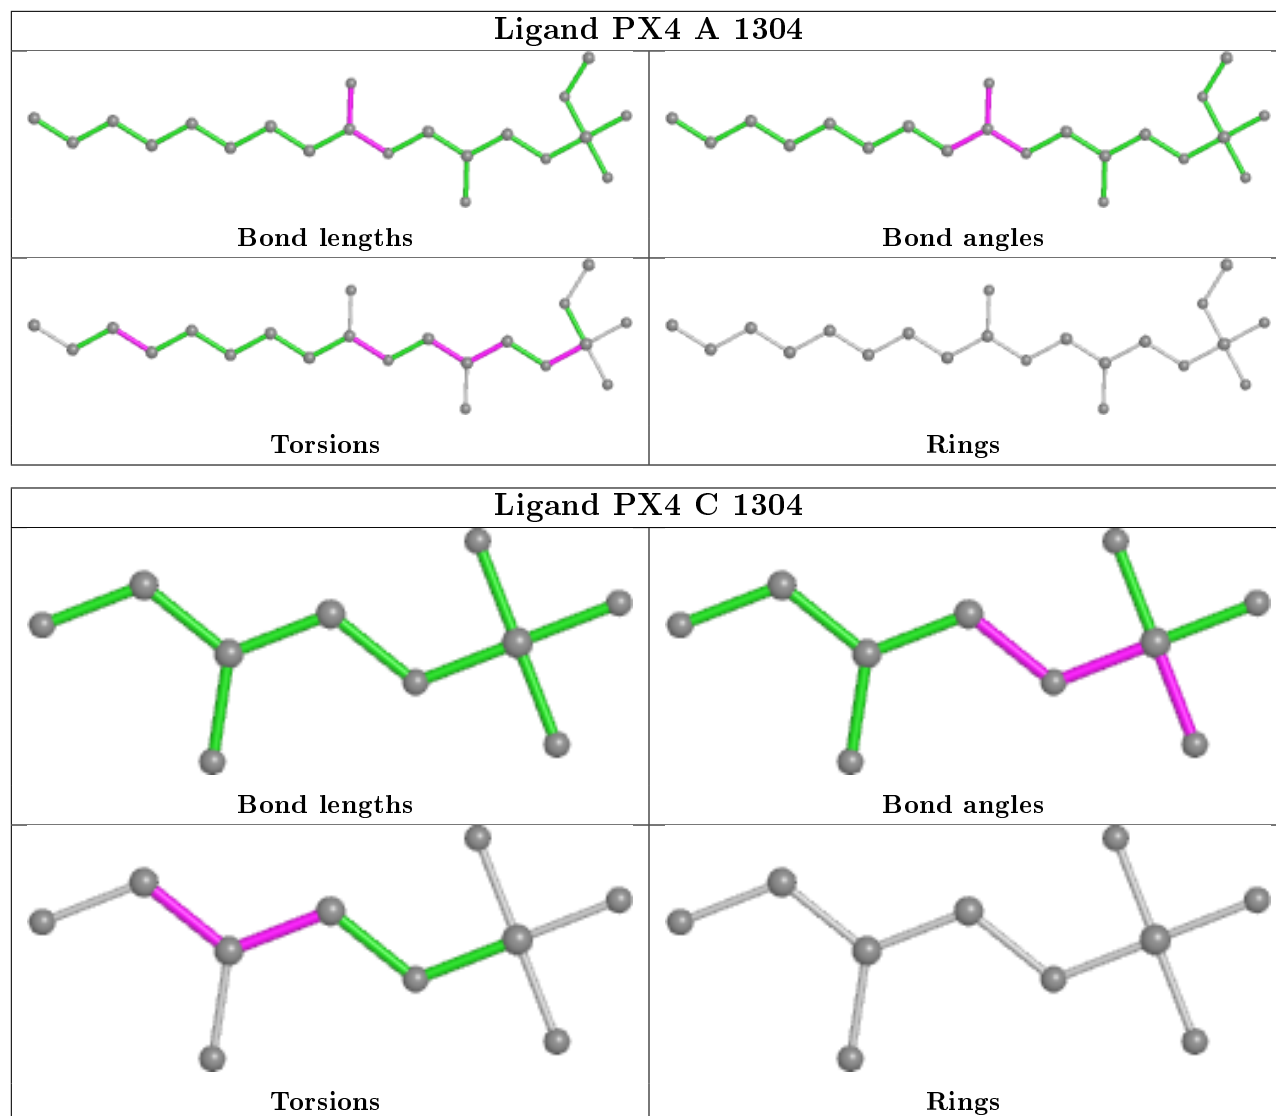 Ligand PX4 A 1304
Bond lengths
Bond angles
Torsions
Rings
Ligand PX4 C 1304
Bond lengths
Bond angles
Torsions
Rings